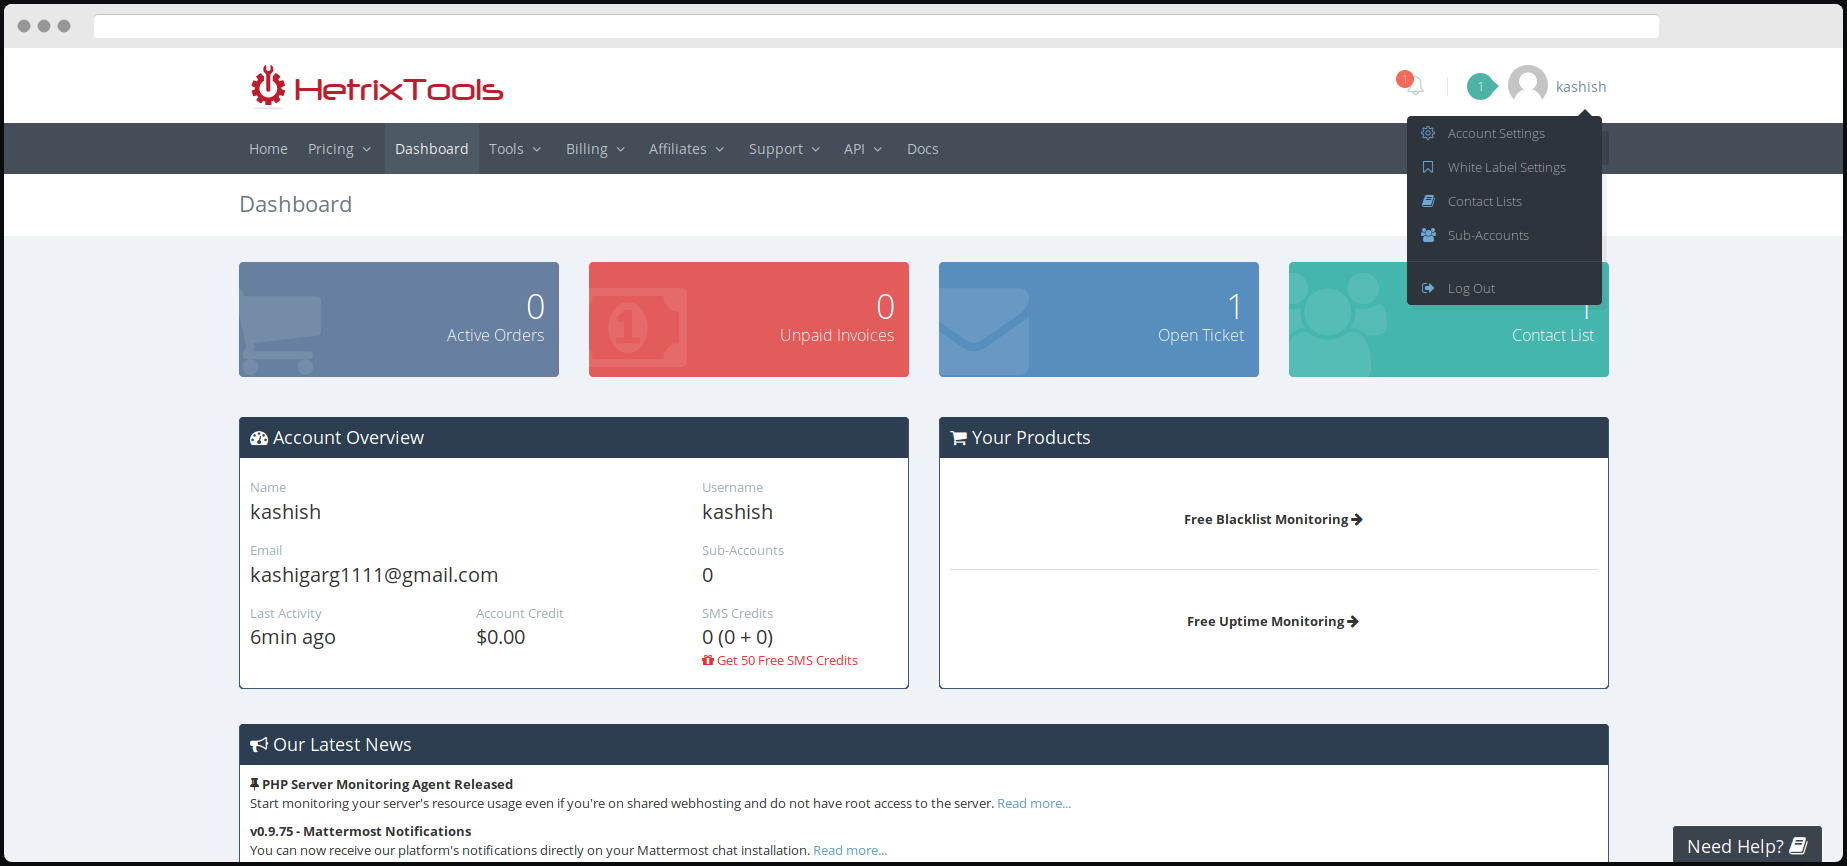 HetrixTools
1
1
kashish
Home
Pricing
Dashboard
Tools
Billing
Affiliates
Support
API
Docs
Account Settings
White Label Settings
Contact Lists
Sub-Accounts
Log Out
Dashboard
0
Active Orders
1
0
Unpaid Invoices
1
Open Ticket
1
Contact List
Account Overview
Name
kashish
Username
kashish
Email
kashigarg1111@gmail.com
Sub-Accounts
0
Last Activity
6min ago
Account Credit
$0.00
SMS Credits
0 (0 + 0)
Get 50 Free SMS Credits
Your Products
Free Blacklist Monitoring
Free Uptime Monitoring
Our Latest News
PHP Server Monitoring Agent Released
Start monitoring your server's resource usage even if you're on shared webhosting and do not have root access to the server. Read more...
v0.9.75 - Mattermost Notifications
You can now receive our platform's notifications directly on your Mattermost chat installation. Read more...
Need Help?